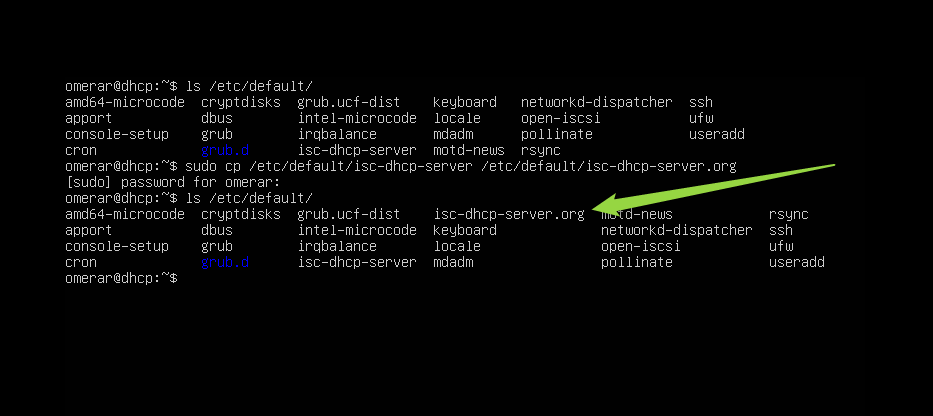 omerar@dhcp:~$ ls /etc/default/
amd64-microcode cryptdisks grub.ucf-dist keyboard networkd-dispatcher ssh
apport dbus intel-microcode locale open-iscsi ufw
console-setup grub irqbalance mdadm pollinate useradd
cron grub.d isc-dhcp-server motd-news rsync
omerar@dhcp:~$ sudo cp /etc/default/isc-dhcp-server /etc/default/isc-dhcp-server.org
[sudo] password for omerar:
omerar@dhcp:~$ ls /etc/default/
amd64-microcode cryptdisks grub.ucf-dist isc-dhcp-server.org motd-news rsync
apport dbus intel-microcode keyboard networkd-dispatcher ssh
console-setup grub irqbalance locale open-iscsi ufw
cron grub.d isc-dhcp-server mdadm pollinate useradd
omerar@dhcp:~$